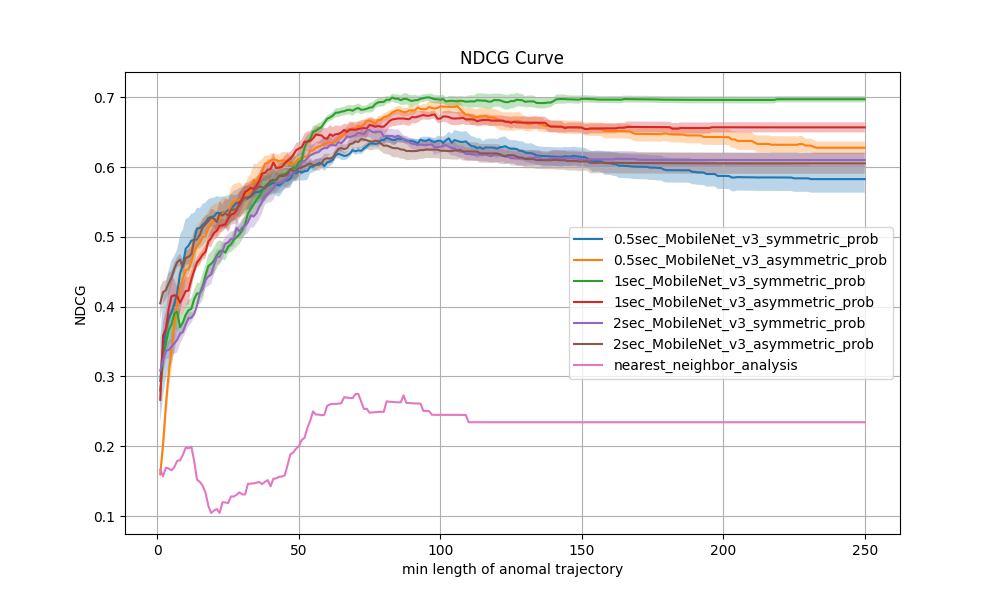 NDCG Curve
NDCG
0.7
0.6
0.5
0.4
0.3
0.2
0.1
0.5sec_MobileNet_v3_symmetric_prob
0.5sec_MobileNet_v3_asymmetric_prob
1sec_MobileNet_v3_symmetric_prob
1sec_MobileNet_v3_asymmetric_prob
2sec_MobileNet_v3_symmetric_prob
2sec_MobileNet_v3_asymmetric_prob
nearest_neighbor_analysis
0 50 100 150 200 250
min length of anomal trajectory